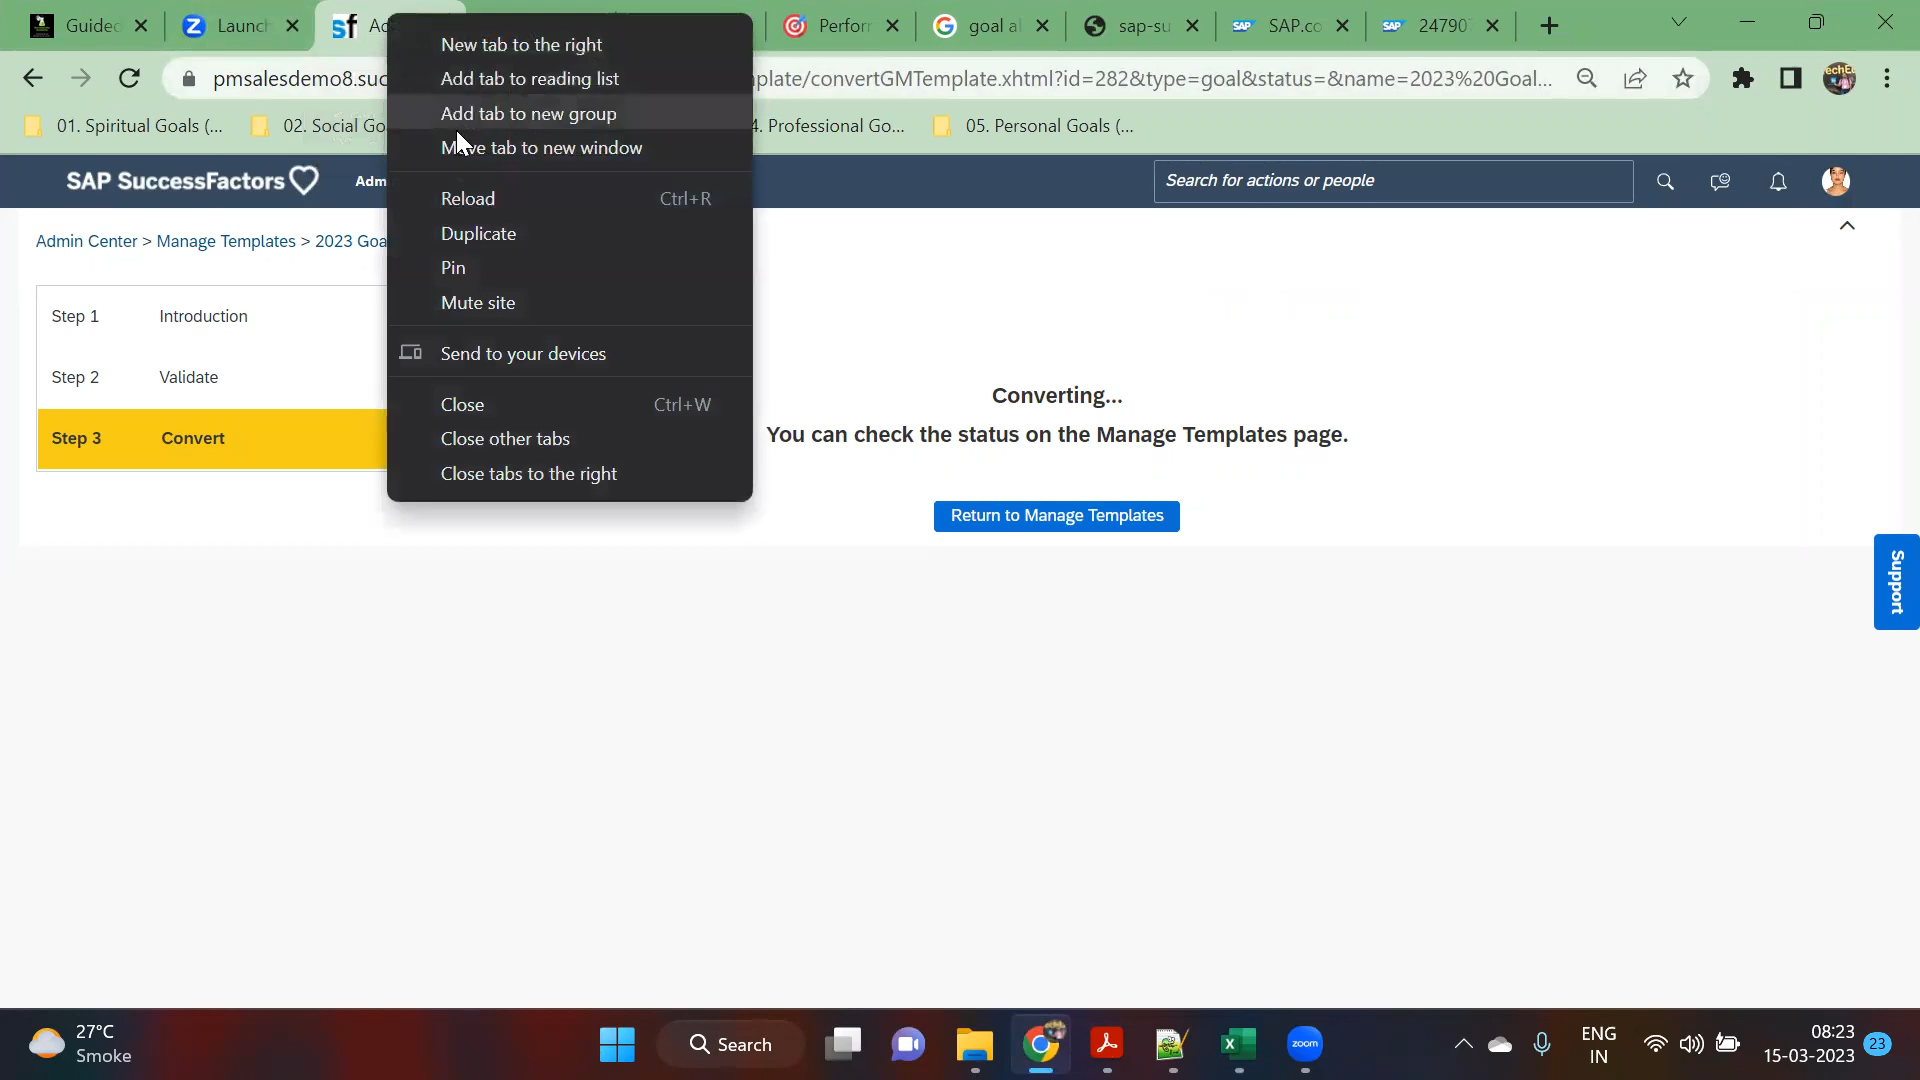 Guided
Launch
Ad
Perfor
goal al
sap-su
SAP.co
24790
pmsalesdemo8.suc
plate/convertGMTemplate.xhtml?id=282&type=goal&status=&name=2023%20Goal...
01. Spiritual Goals (...
02. Social Go
4. Professional Go...
05. Personal Goals (...
New tab to the right
Add tab to reading list
Add tab to new group
Move tab to new window
Reload Ctrl+R
Duplicate
Pin
Mute site
Send to your devices
Close Ctrl+W
Close other tabs
Close tabs to the right
SAP SuccessFactors
Adm
Search for actions or people
Admin Center > Manage Templates > 2023 Goa
Step 1 Introduction
Step 2 Validate
Step 3 Convert
Converting...
You can check the status on the Manage Templates page.
Return to Manage Templates
Support
27°C
Smoke
Search
zoom
ENG
IN
08:23
15-03-2023
23